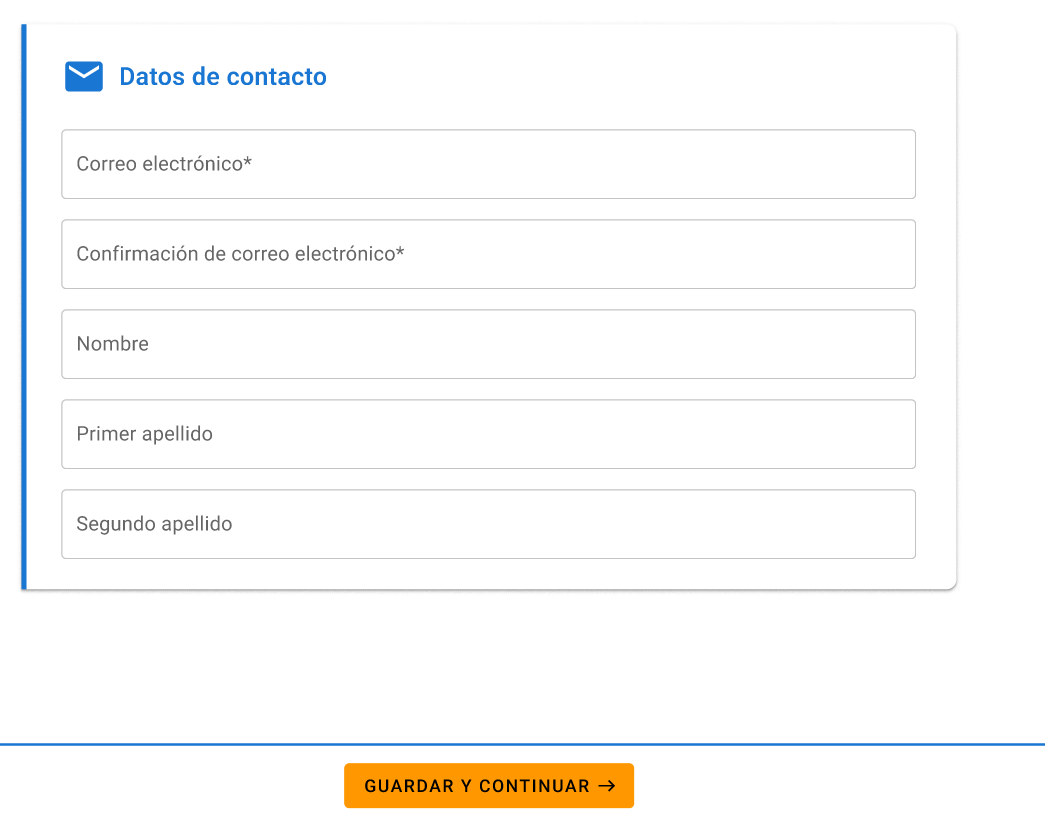 Datos de contacto
Correo electrónico*
Confirmación de correo electrónico*
Nombre
Primer apellido
Segundo apellido
GUARDAR Y CONTINUAR →